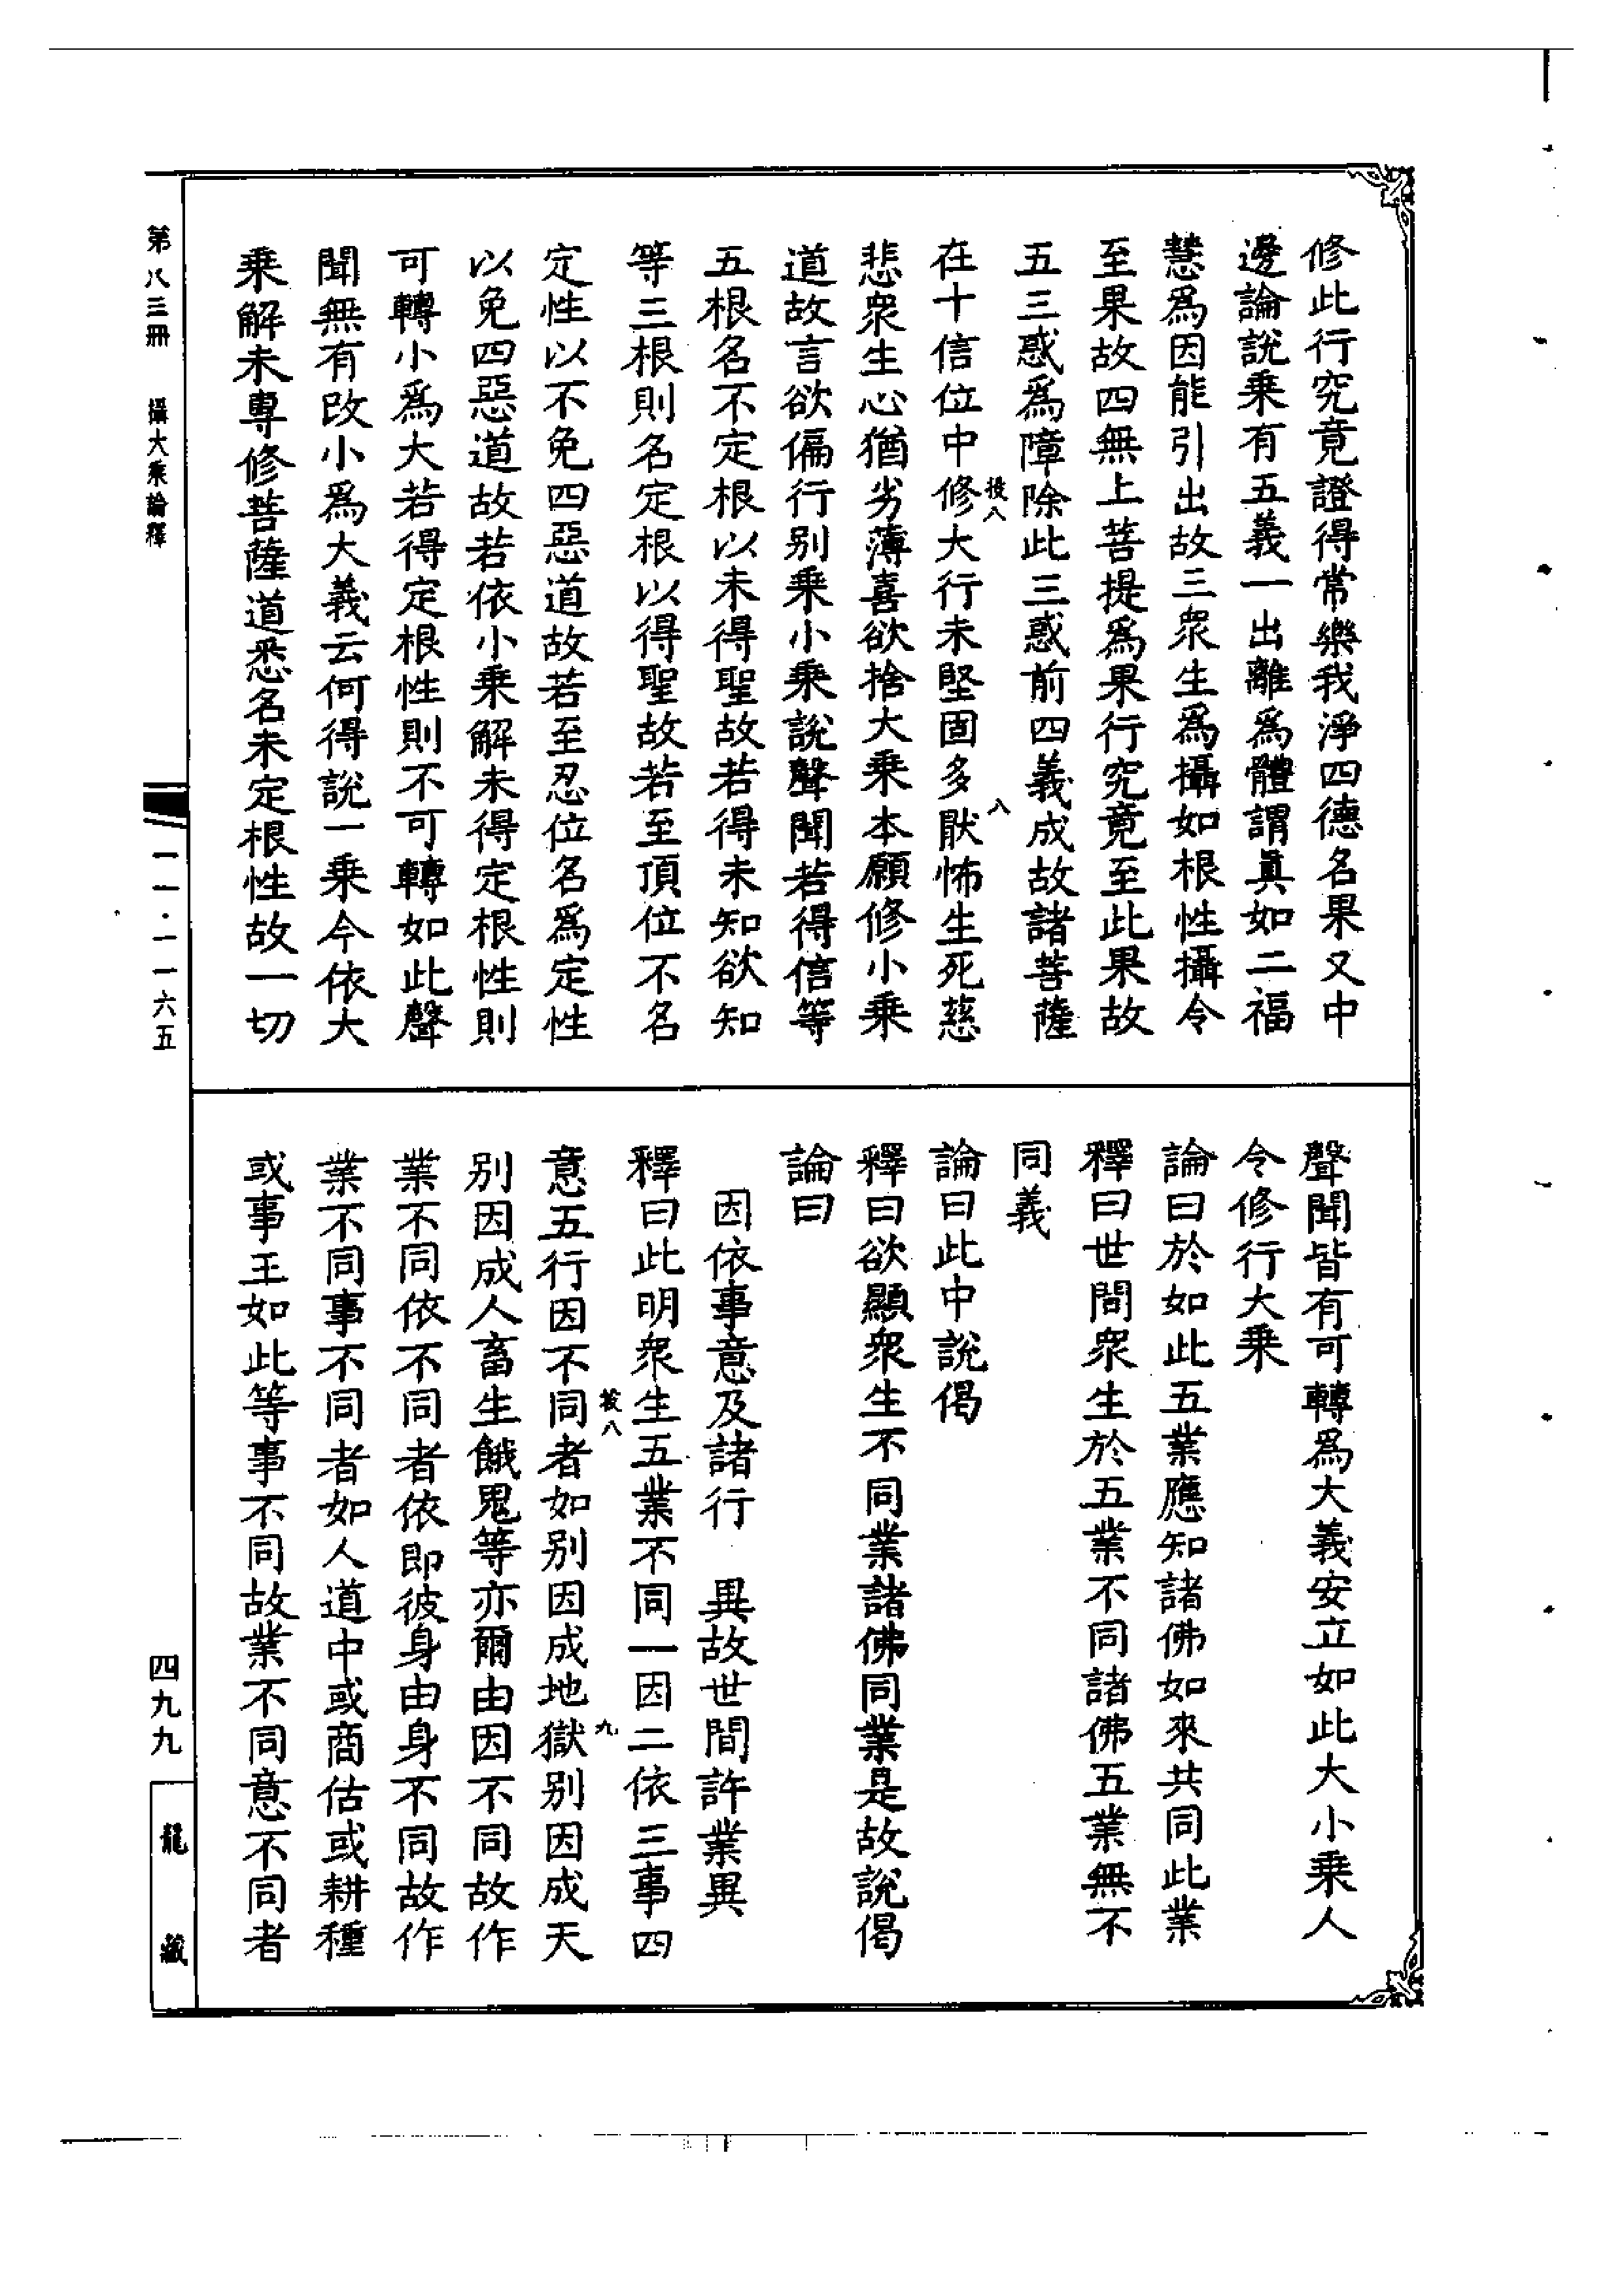 修此行究竟證得常樂我淨四德名果又中
邊論說乘有五義一出離為體謂眞如二福
慧為因能引出故三衆生為攝如根性攝令
至果故四無上菩提為果行究竟至此果故
五三惑為障除此三惑前四義成故諸菩薩
在十信位中修大行未堅固多猒怖生死慈
悲衆生心猶劣薄喜欲捨大乘本願修小乘
道故言欲偏行别乘小乘說聲聞若得信等
五根名不定根以未得聖故若得未知欲知
等三根則名定根以得聖故若至頂位不名
定性以不免四惡道故若至忍位名為定性
以免四惡道故若依小乘解未得定根性則
可轉小為大若得定根性則不可轉如此聲
聞無有改小為大義云何得說一乘今依大
乘解未專修菩薩道悉名未定根性故一切
聲聞皆有可轉為大義安立如此大小乘人
令修行大乘
論曰於如此五業應知諸佛如來共同此業
釋曰世間衆生於五業不同諸佛五業無不
同義
論曰此中說偈
釋曰欲顯衆生不同業諸佛同業是故說偈
論曰
因依事意及諸行　異故世間許業異
釋曰此明衆生五業不同一因二依三事四
意五行因不同者如别因成地獄别因成天
别因成人畜生餓鬼等亦爾由因不同故作
業不同依不同者依即彼身由身不同故作
業不同事不同者如人道中或商估或耕種
或事王如此等事不同故業不同意不同者
第八三冊　攝大乘論釋
一一·一一六五
四九九
龍藏
八
九